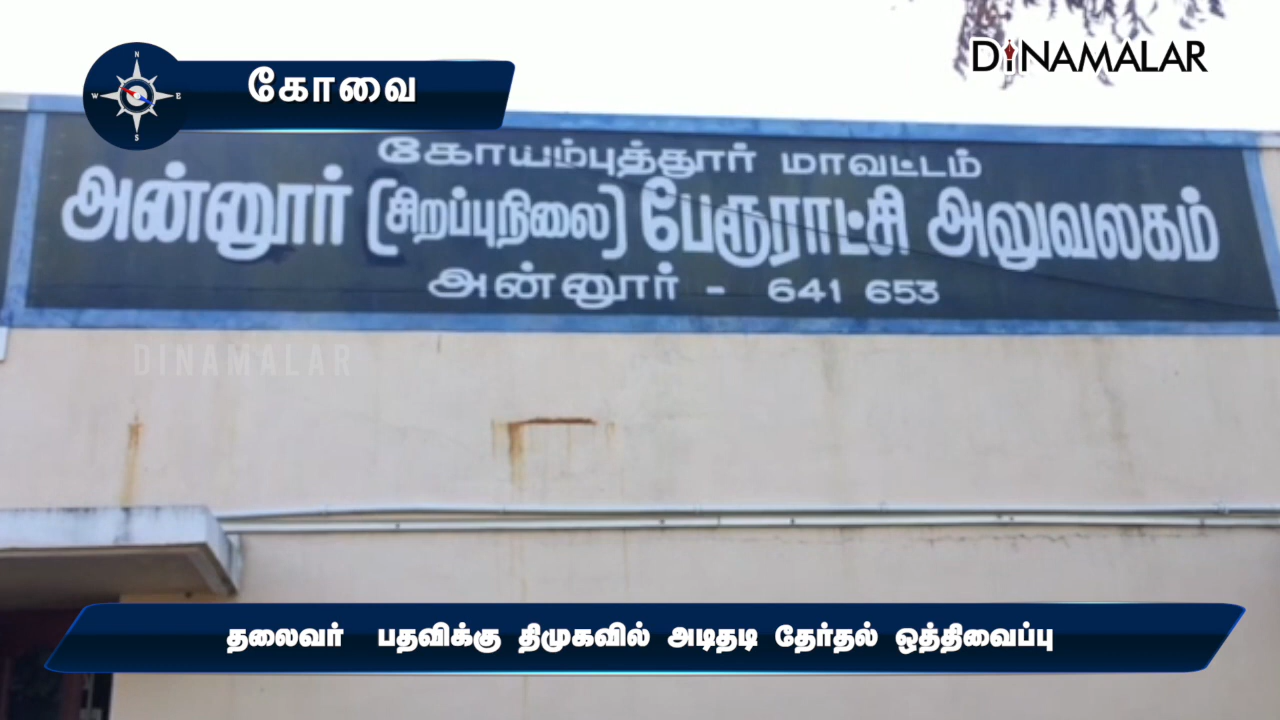 DINAMALAR
கோவை
N
W E
S
கோயம்புத்தூர் மாவட்டம்
அன்னூர் (சிறப்புநிலை) பேரூராட்சி அலுவலகம்
அன்னூர் - 641 653
DINAMALAR
தலைவர் பதவிக்கு திமுகவில் அடிதடி தேர்தல் ஒத்திவைப்பு